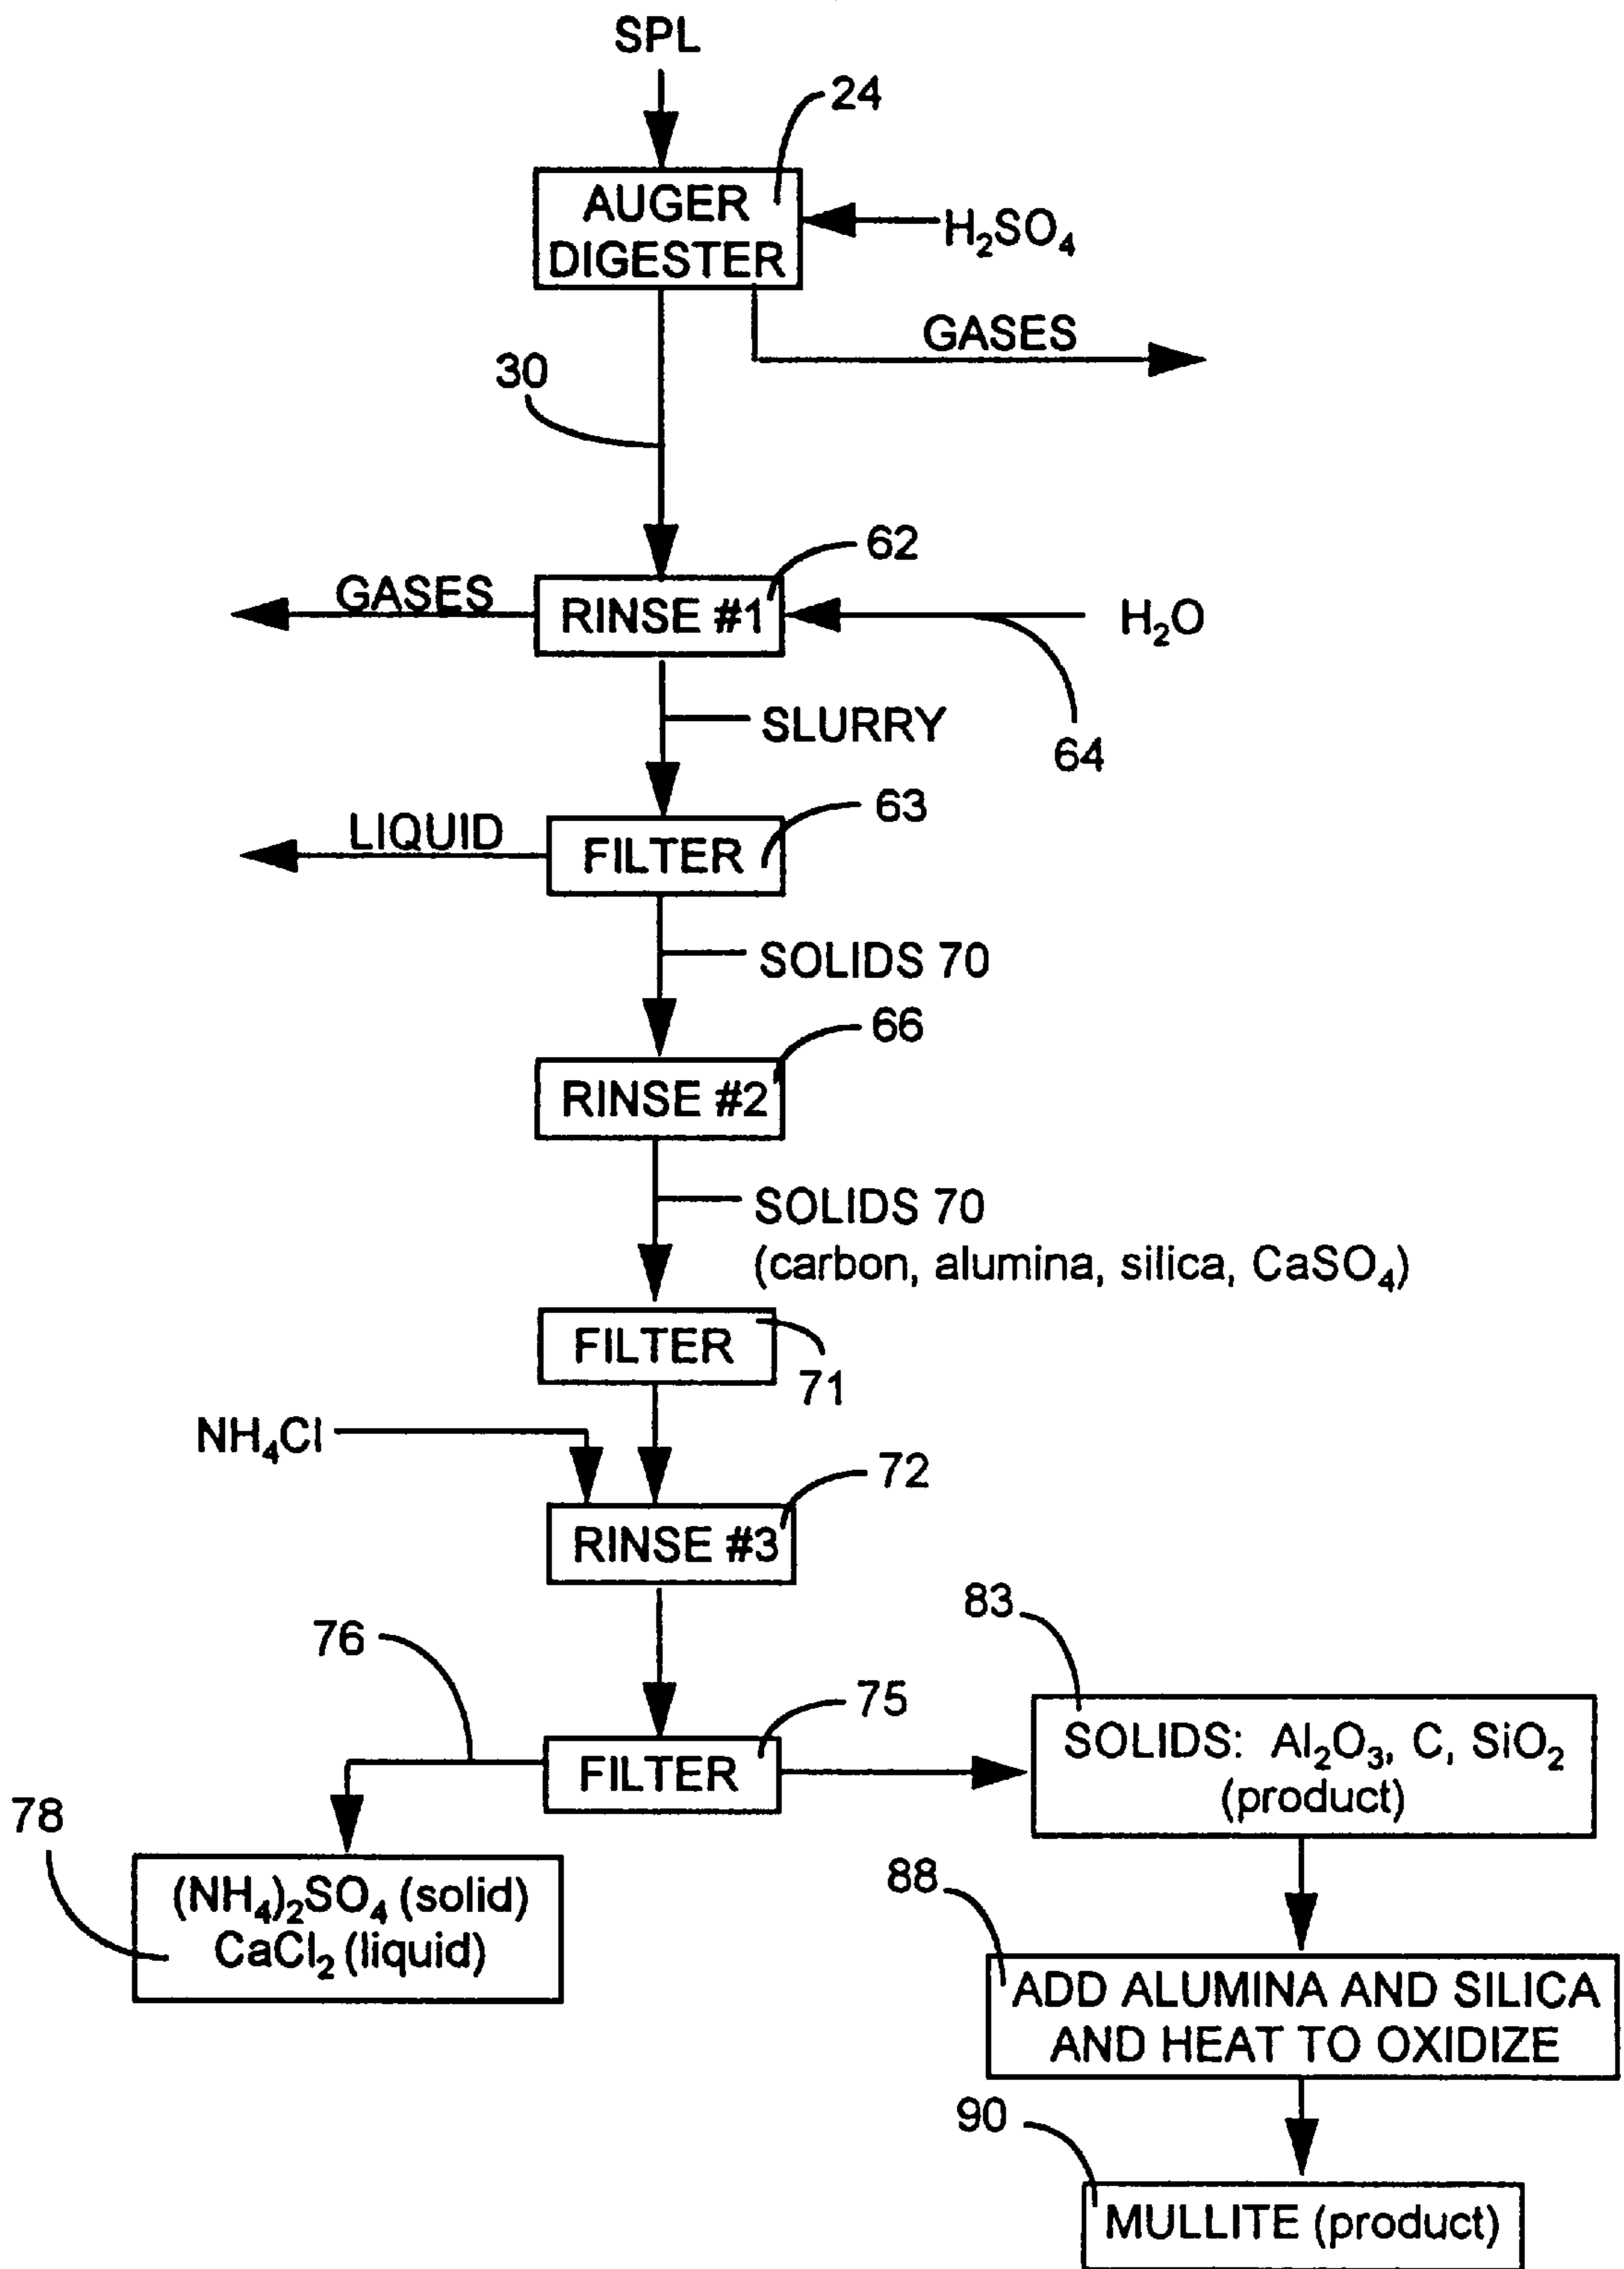 SPL
24
AUGER
DIGESTER
H₂SO₄
GASES
30
62
GASES
RINSE #1
H₂O
SLURRY
64
63
LIQUID
FILTER
SOLIDS 70
66
RINSE #2
SOLIDS 70
(carbon, alumina, silica, CaSO₄)
FILTER
71
NH₄Cl
72
RINSE #3
83
76
75
SOLIDS: Al₂O₃, C, SiO₂
(product)
FILTER
78
(NH₄)₂SO₄ (solid)
CaCl₂ (liquid)
88
ADD ALUMINA AND SILICA
AND HEAT TO OXIDIZE
90
MULLITE (product)